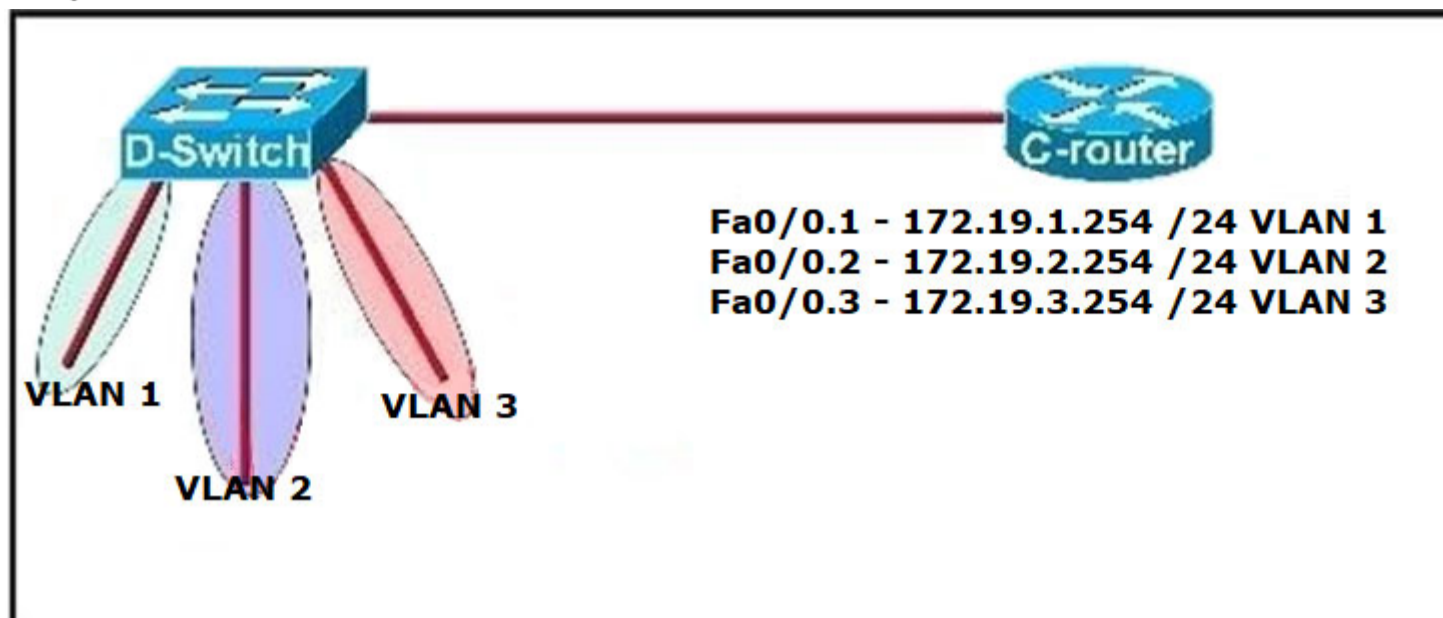 D-Switch
C-router
Fa0/0.1 - 172.19.1.254 /24 VLAN 1
Fa0/0.2 - 172.19.2.254 /24 VLAN 2
Fa0/0.3 - 172.19.3.254 /24 VLAN 3
VLAN 1
VLAN 3
VLAN 2